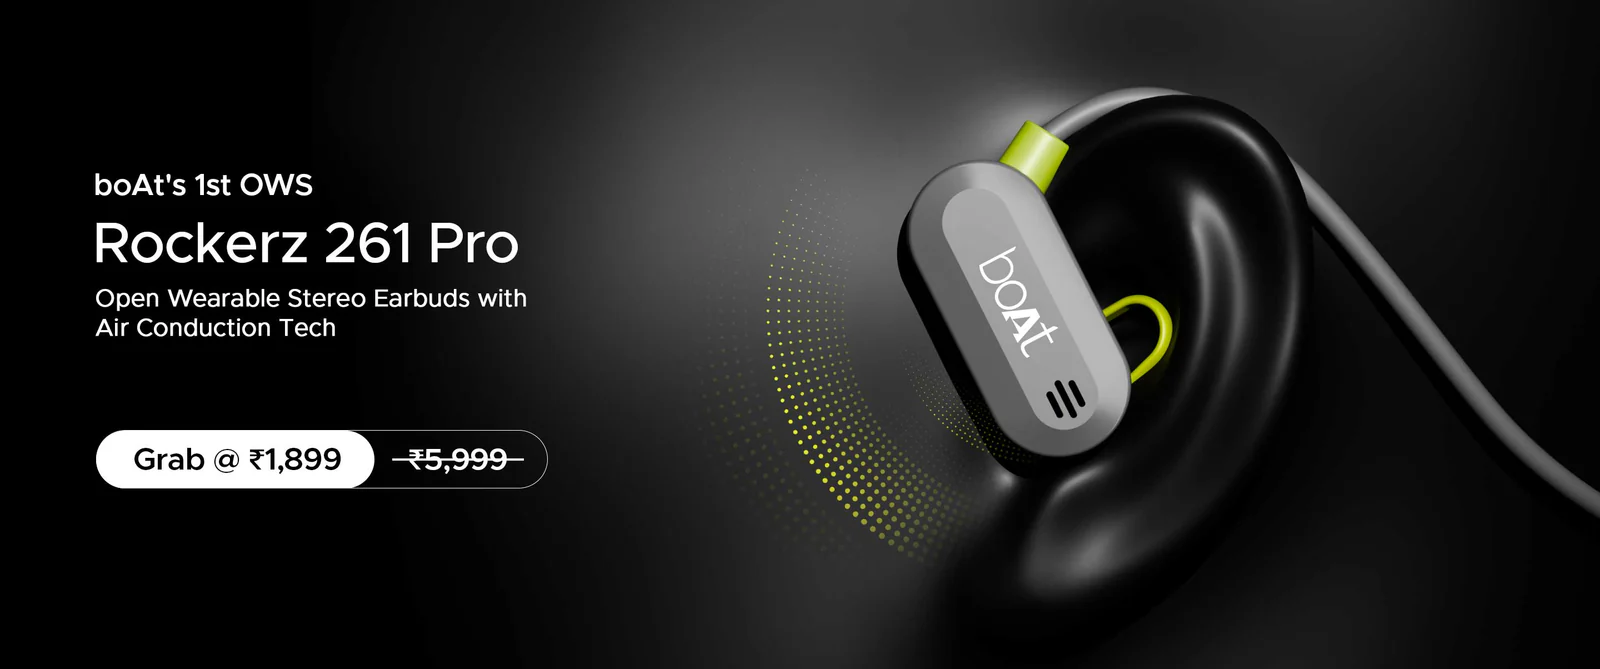 boAt's 1st OWS
Rockerz 261 Pro
Open Wearable Stereo Earbuds with
Air Conduction Tech
Grab @ ₹1,899 ₹5,999
boAt